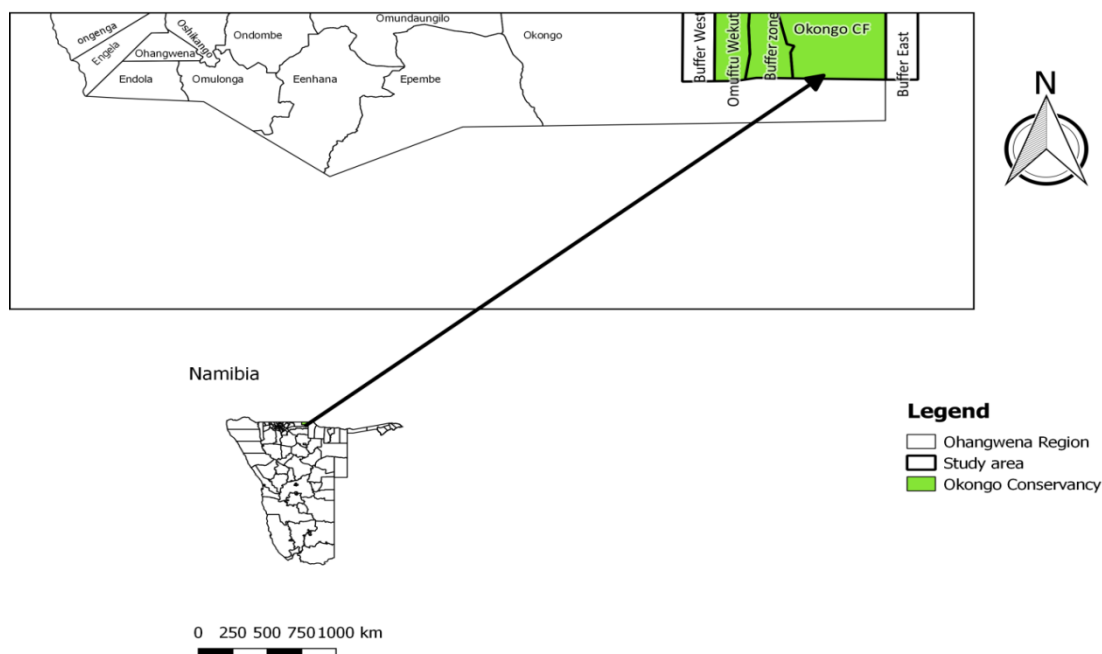 Omundaungilo
ongenga
Engela
Oshikango
Ondombe
Okongo
Ohangwena
Endola
Omulonga
Eenhana
Epembe
Buffer West
Omufitu Wekut
Buffer zone
Okongo CF
Buffer East
N
Namibia
Legend
Ohangwena Region
Study area
Okongo Conservancy
0 250 500 750 1000 km